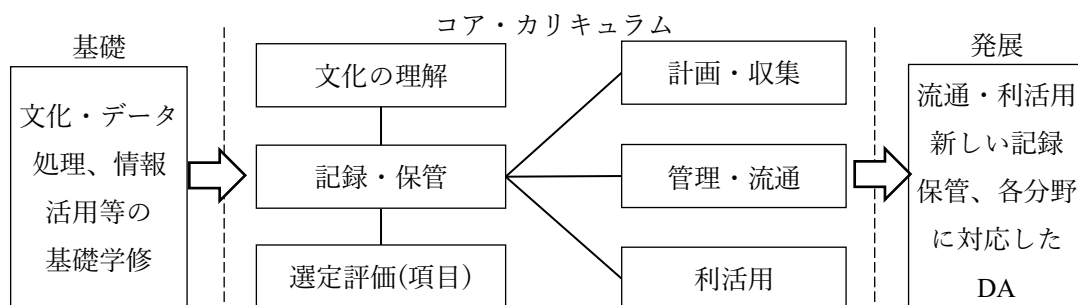 コア・カリキュラム
基礎
文化・データ
処理、情報
活用等の
基礎学修
文化の理解
記録・保管
選定評価(項目)
計画・収集
管理・流通
利活用
発展
流通・利活用
新しい記録
保管、各分野
に対応した
DA